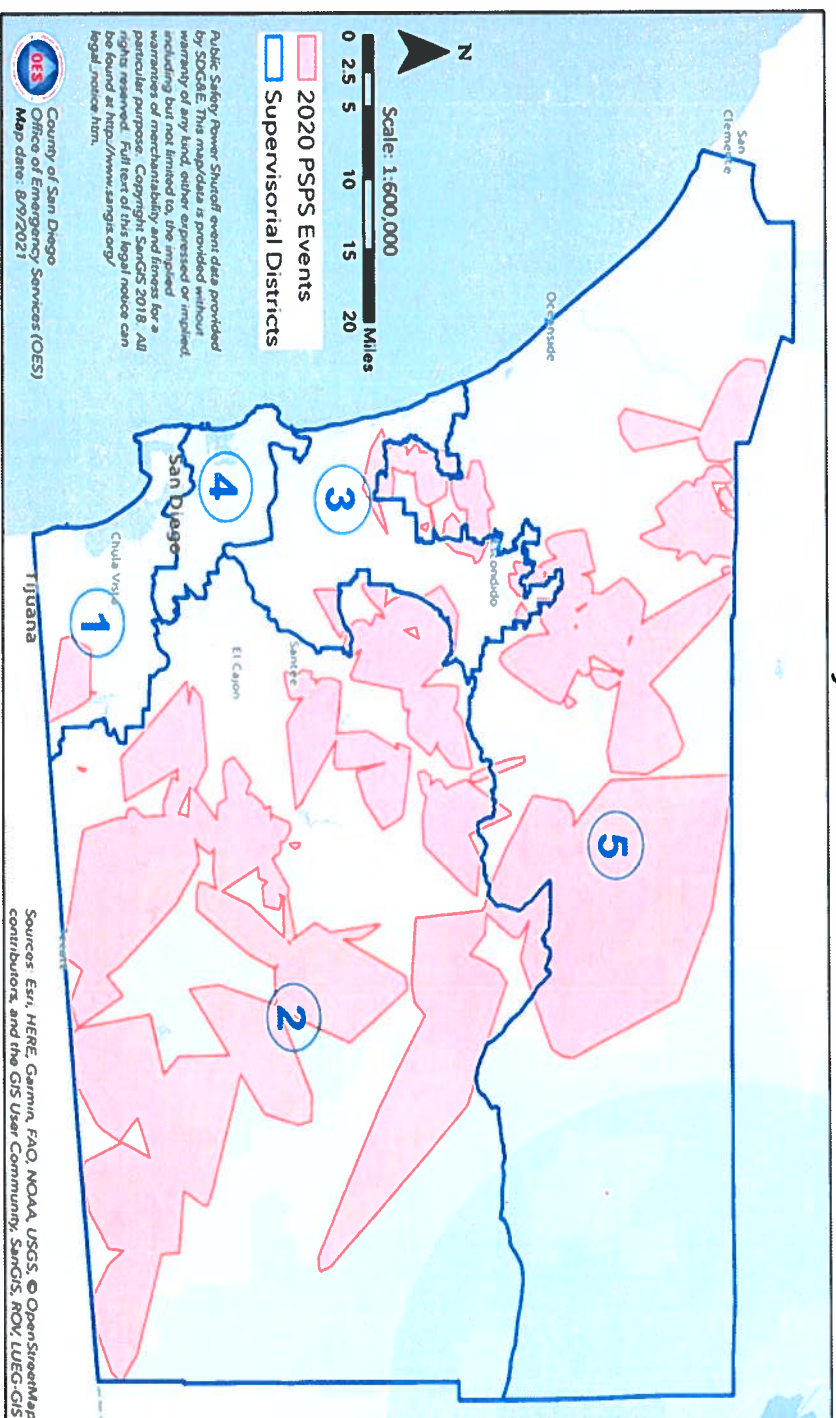 San
Clemente
Oceanside
5
3
Santee
El Cajon
4
San Diego
Chula Vista
1
Tijuana
2
N
Scale: 1:600,000
0 2.5 5 10 15 20 Miles
2020 PSPS Events
Supervisorial Districts
Public Safety Power Shutoff event data provided
by SDG&E. This map/data is provided without
warranty of any kind, either expressed or implied,
including but not limited to, the implied
warranties of merchantability and fitness for a
particular purpose. Copyright SanGIS 2018. All
rights reserved. Full text of this legal notice can
be found at http://www.sangis.org/
legal_notice.htm.
OES
County of San Diego
Office of Emergency Services (OES)
Map date: 8/9/2021
Sources: Esri, HERE, Garmin, FAO, NOAA, USGS, © OpenStreetMap
contributors, and the GIS User Community, SanGIS, ROV, LUEG-GIS